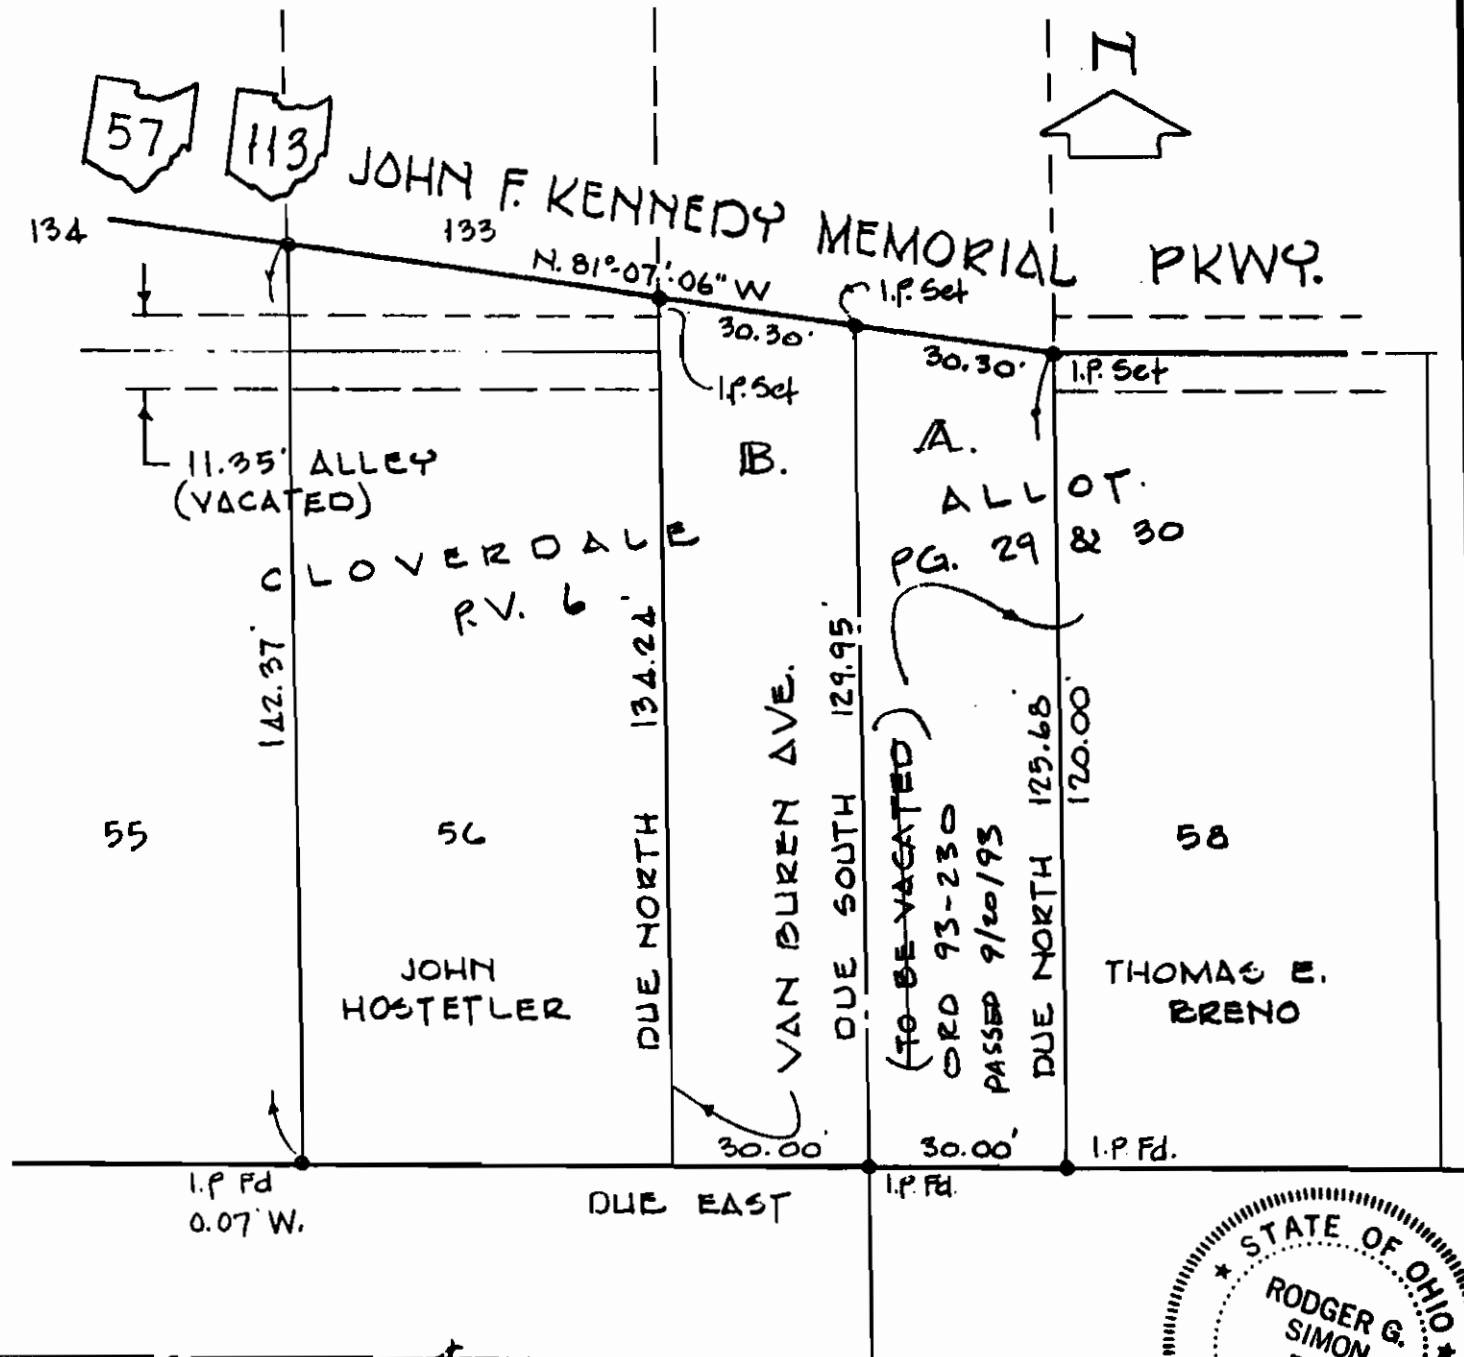 N
57
113
JOHN F. KENNEDY MEMORIAL PKWY.
134
133
N. 81°-07'-06" W
I.P. Set
30.30'
30.30'
I.P. Set
I.P. Set
11.35' ALLEY
(VACATED)
B.
A.
CLOVERDALE ALLOT.
P.V. 6 PG. 29 & 30
142.37'
DUE NORTH 134.24'
VAN BUREN AVE.
DUE SOUTH 129.95'
(TO BE VACATED)
ORD 93-230
PASSED 9/20/93
DUE NORTH 125.68'
120.00'
55
56
58
JOHN
HOSTETLER
THOMAS E.
BRENO
30.00'
30.00'
I.P. Fd.
I.P. Fd
0.07' W.
DUE EAST
I.P. Fd.
STATE OF OHIO
RODGER G.
SIMON